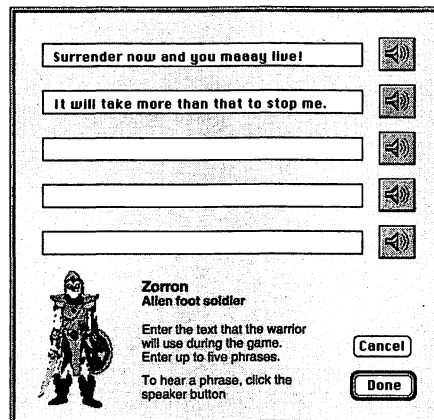 Surrender now and you maaay live!
It will take more than that to stop me.
Zorron
Alien foot soldier
Enter the text that the warrior
will use during the game.
Enter up to five phrases.
Cancel
To hear a phrase, click the
speaker button
Done